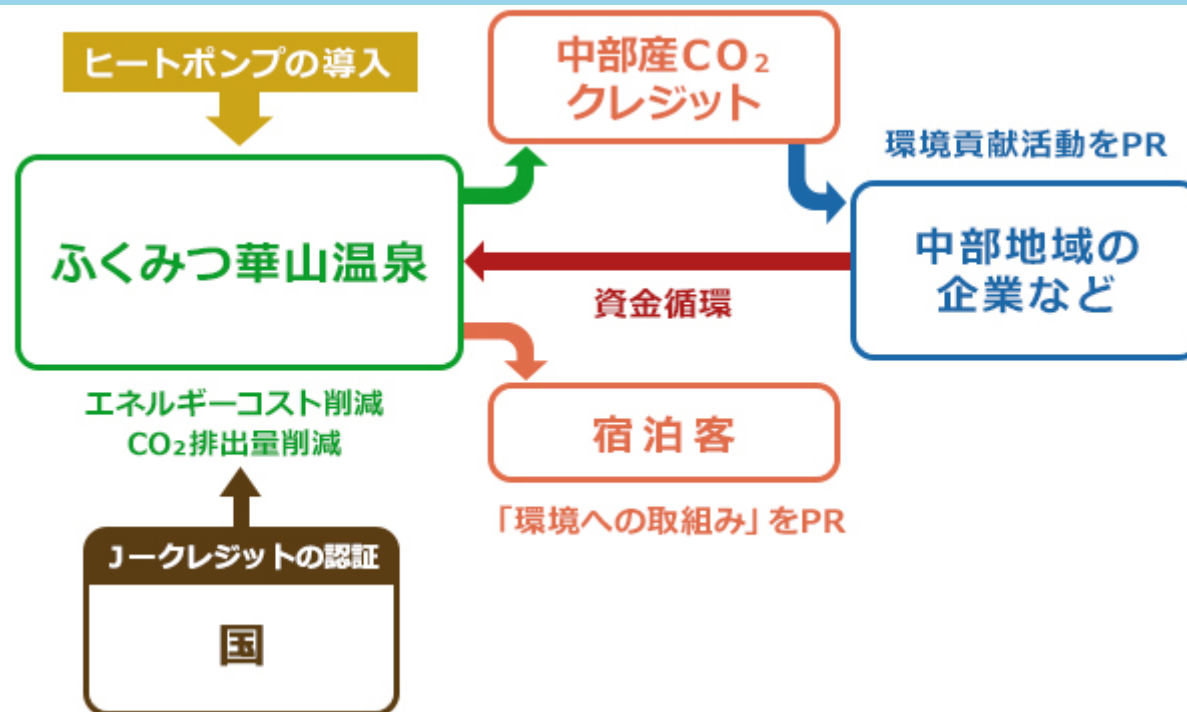 ヒートポンプの導入
中部産CO₂
クレジット
環境貢献活動をPR
ふくみつ華山温泉
中部地域の
企業など
資金循環
エネルギーコスト削減
CO₂排出量削減
宿泊客
「環境への取組み」をPR
Jークレジットの認証
国